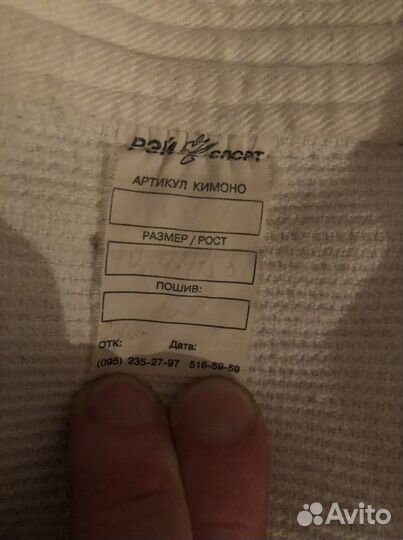 РЭЙ СПОРТ
АРТИКУЛ КИМОНО
РАЗМЕР / РОСТ
ПОШИВ:
ОТК: Дата:
(095) 235-27-97 516-59-59
Avito